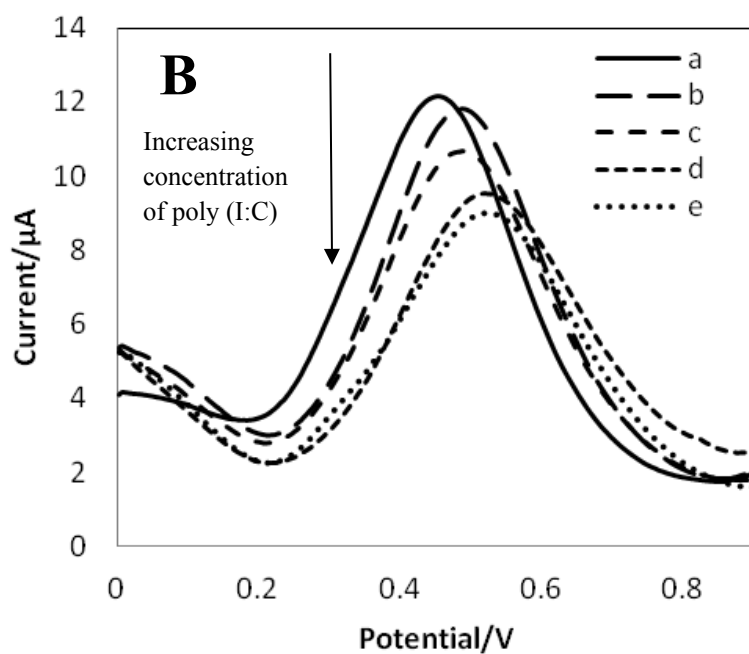 14
12
10
8
6
4
2
0
Current/µA
B
Increasing
concentration
of poly (I:C)
a
b
c
d
e
0
0.2
0.4
0.6
0.8
Potential/V